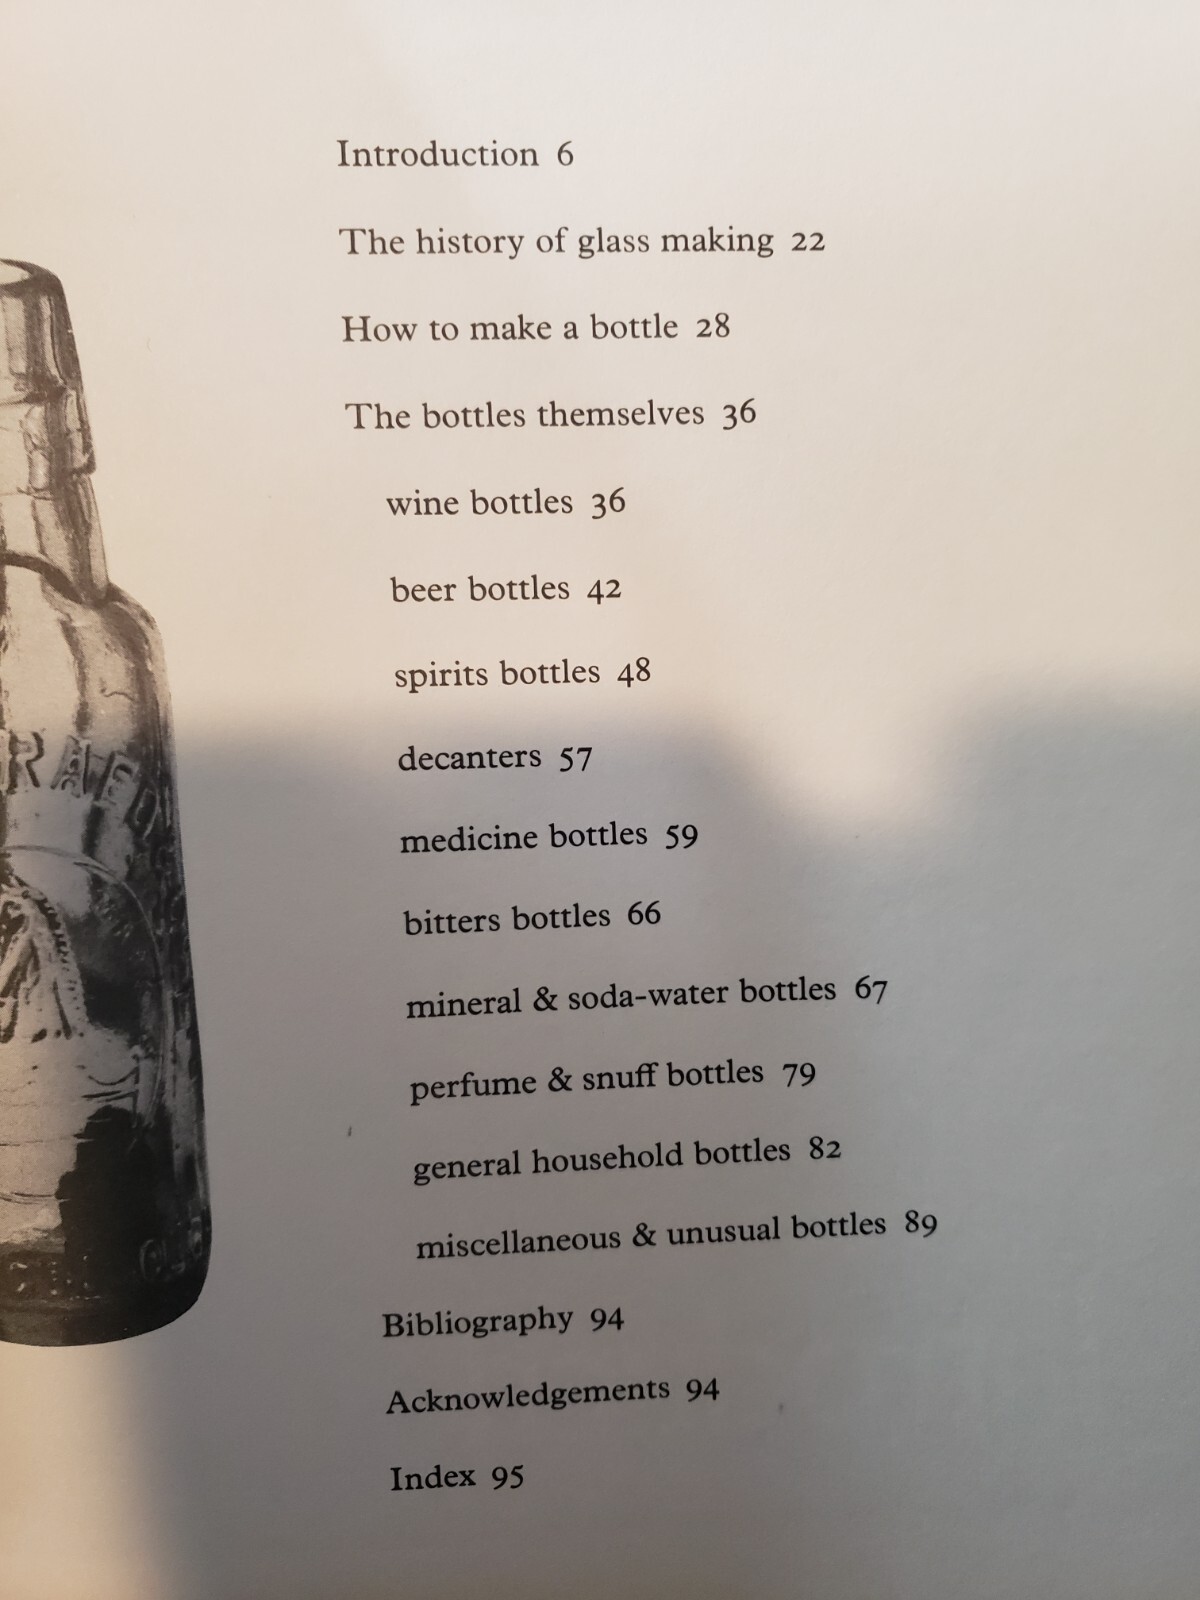 Introduction 6
The history of glass making 22
How to make a bottle 28
The bottles themselves 36
wine bottles 36
beer bottles 42
spirits bottles 48
decanters 57
medicine bottles 59
bitters bottles 66
mineral & soda-water bottles 67
perfume & snuff bottles 79
general household bottles 82
miscellaneous & unusual bottles 89
Bibliography 94
Acknowledgements 94
Index 95